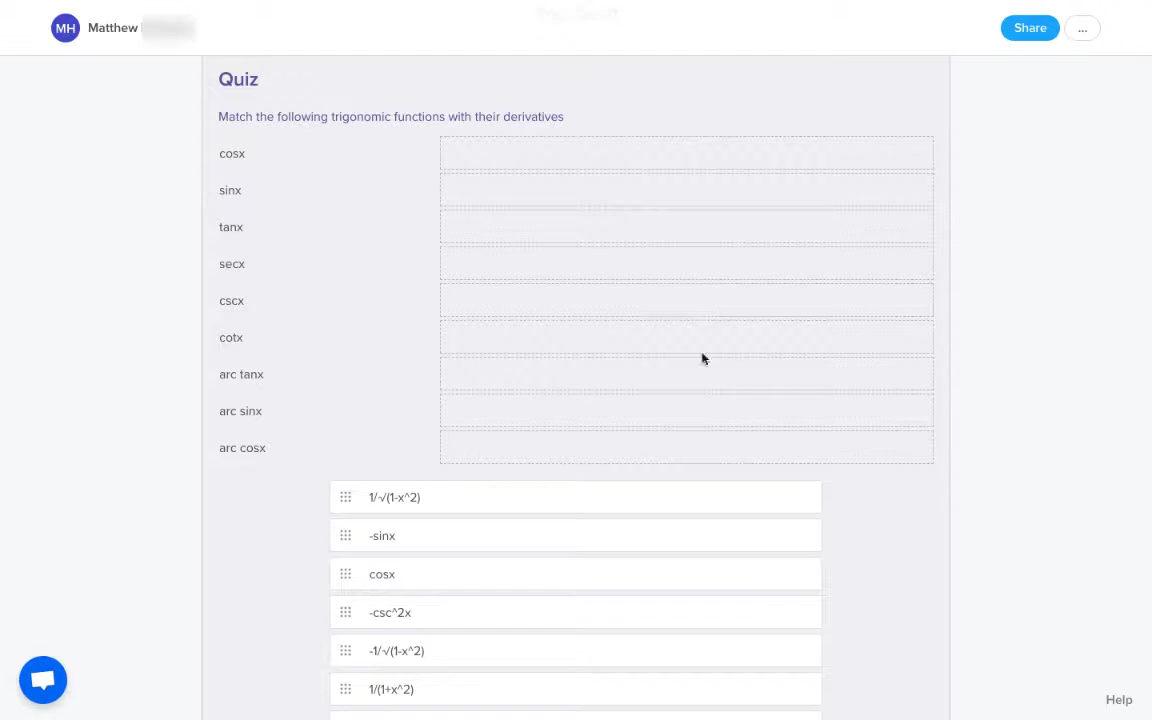 MH Matthew
Share
...
Quiz
Match the following trigonomic functions with their derivatives
cosx
sinx
tanx
secx
cscx
cotx
arc tanx
arc sinx
arc cosx
1/√(1-x^2)
-sinx
cosx
-csc^2x
-1/√(1-x^2)
1/(1+x^2)
Help